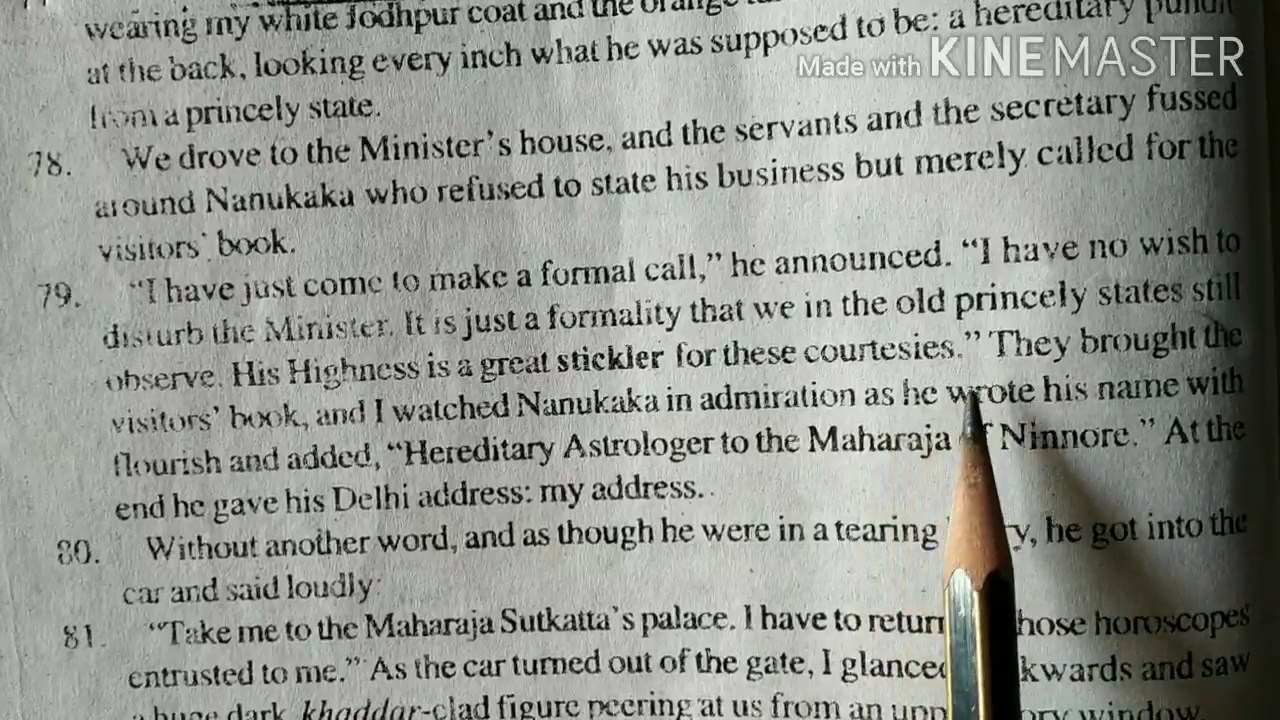 wearing my white Jodhpur coat and the orange
at the back, looking every inch what he was supposed to be: a hereditary pundit
Made with KINEMASTER
from a princely state.
78. We drove to the Minister's house, and the servants and the secretary fussed
around Nanukaka who refused to state his business but merely called for the
visitors' book.
79. "I have just come to make a formal call," he announced. "I have no wish to
disturb the Minister. It is just a formality that we in the old princely states still
observe. His Highness is a great stickler for these courtesies." They brought the
visitors' book, and I watched Nanukaka in admiration as he wrote his name with
flourish and added, "Hereditary Astrologer to the Maharaja of Ninnore." At the
end he gave his Delhi address: my address.
80. Without another word, and as though he were in a tearing he got into the
car and said loudly:
81. "Take me to the Maharaja Sutkatta's palace. I have to return horoscopes
entrusted to me." As the car turned out of the gate, I glanced backwards and saw
a huge dark, khaddar-clad figure peering at us from an window.